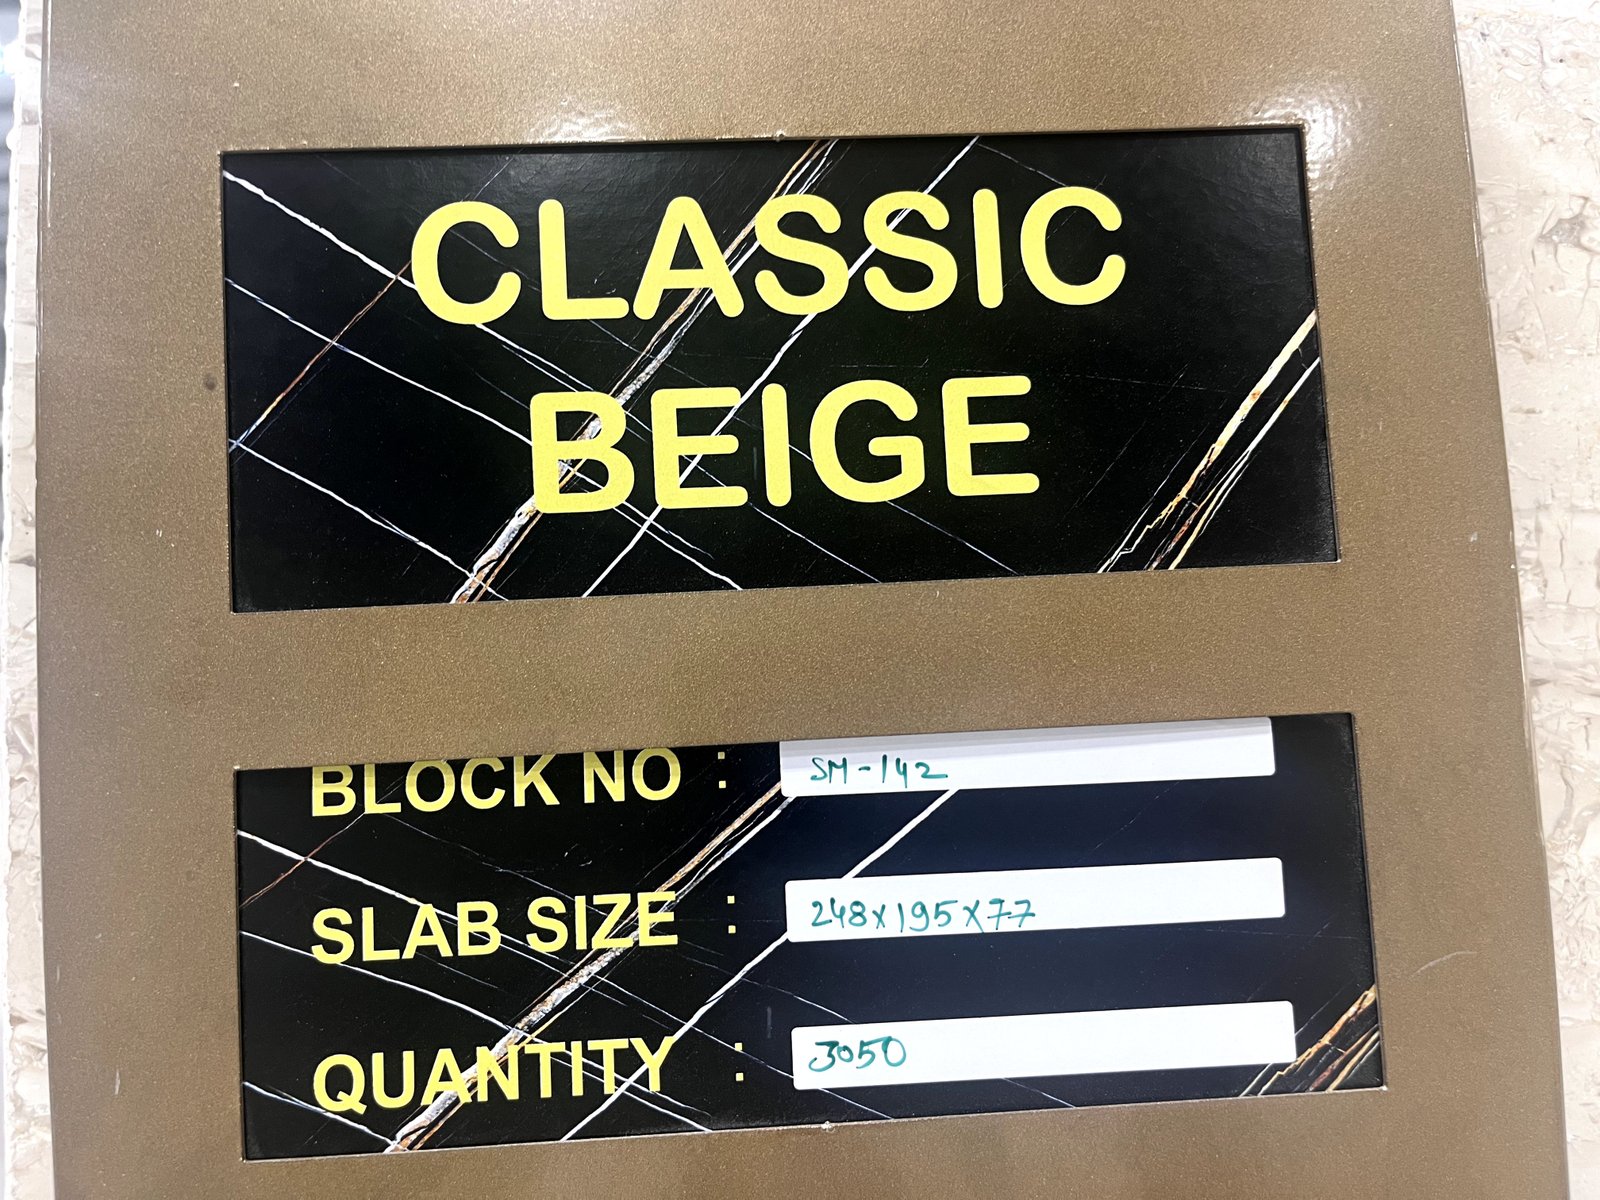 CLASSIC
BEIGE
BLOCK NO : SM-142
SLAB SIZE : 248x195x77
QUANTITY : 3050